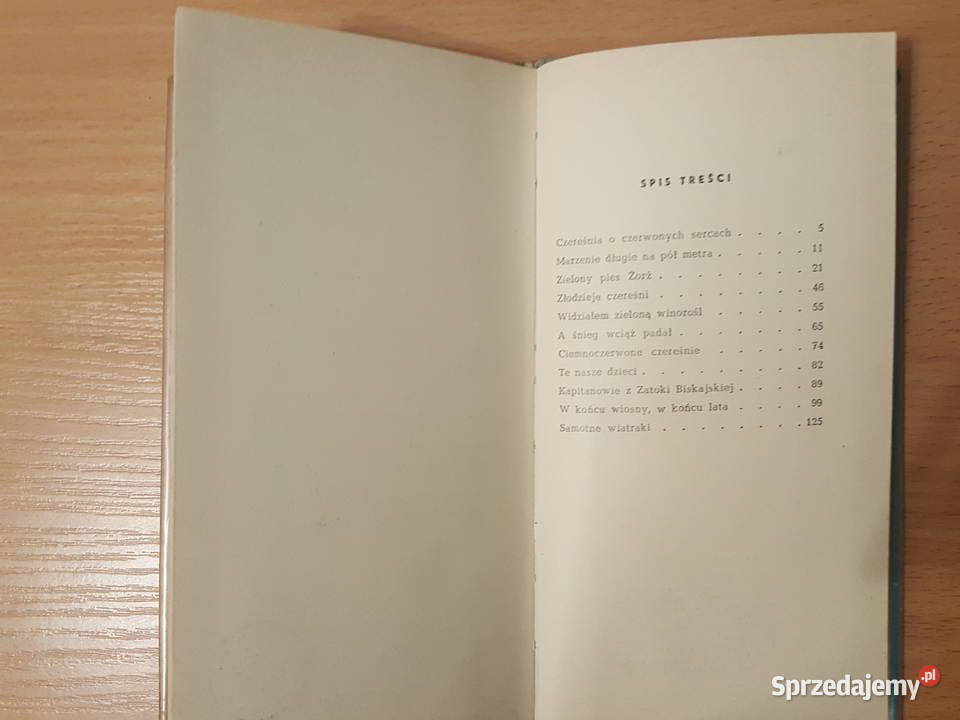 SPIS TREŚCI
Czereśnia o czerwonych sercach . . . . 5
Marzenie długie na pół metra . . . . . 11
Zielony pies Żorż . . . . . . . . 21
Złodzieje czereśni . . . . . . . . 46
Widziałem zieloną winorośl . . . . . 55
A śnieg wciąż padał . . . . . . . 65
Ciemnoczerwone czereśnie . . . . . 74
Te nasze dzieci . . . . . . . . . 82
Kapitanowie z Zatoki Biskajskiej . . . . 89
W końcu wiosny, w końcu lata . . . . 99
Samotne wiatraki . . . . . . . . 125
Sprzedajemy.pl